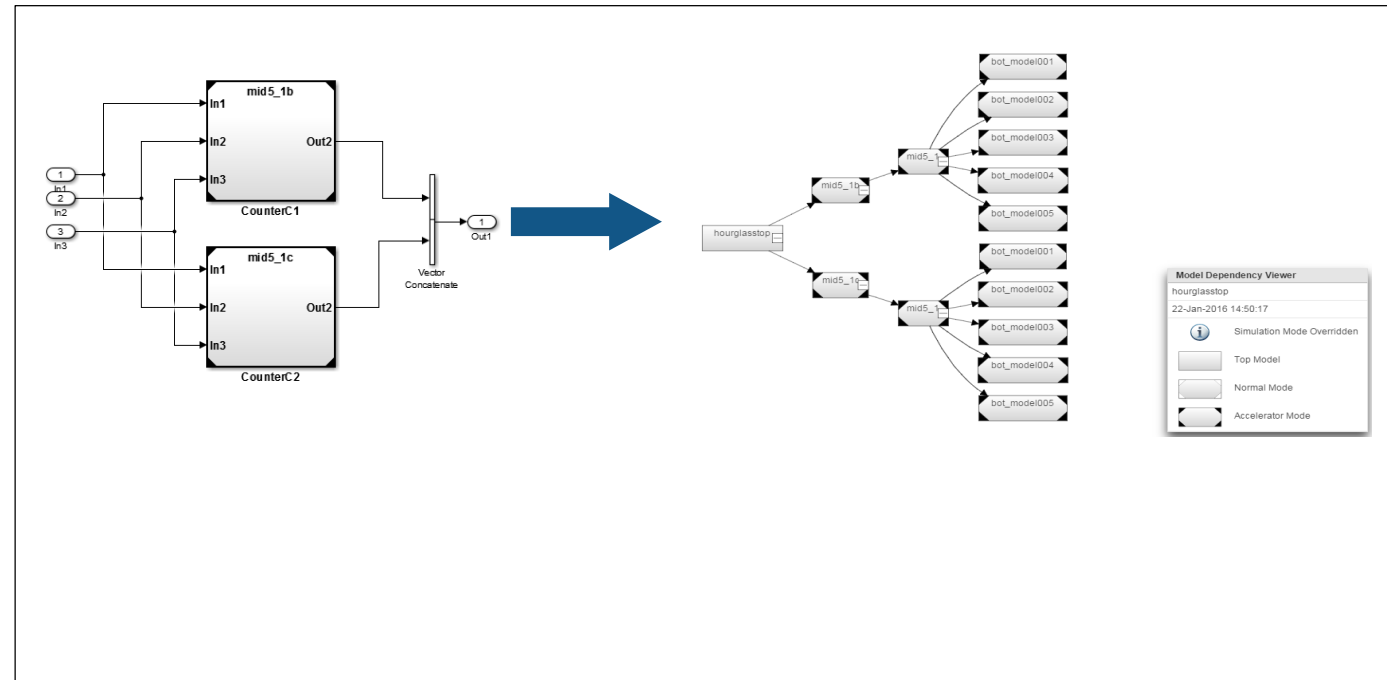 mid5_1b
In1
In2
In3
Out2
CounterC1
1
In1
2
In2
3
In3
mid5_1c
In1
In2
In3
Out2
CounterC2
Vector
Concatenate
1
Out1
hourglasstop
mid5_1b
mid5_1c
mid5_1
bot_model001
bot_model002
bot_model003
bot_model004
bot_model005
mid5_1
bot_model001
bot_model002
bot_model003
bot_model004
bot_model005
Model Dependency Viewer
hourglasstop
22-Jan-2016 14:50:17
i
Simulation Mode Overridden
Top Model
Normal Mode
Accelerator Mode